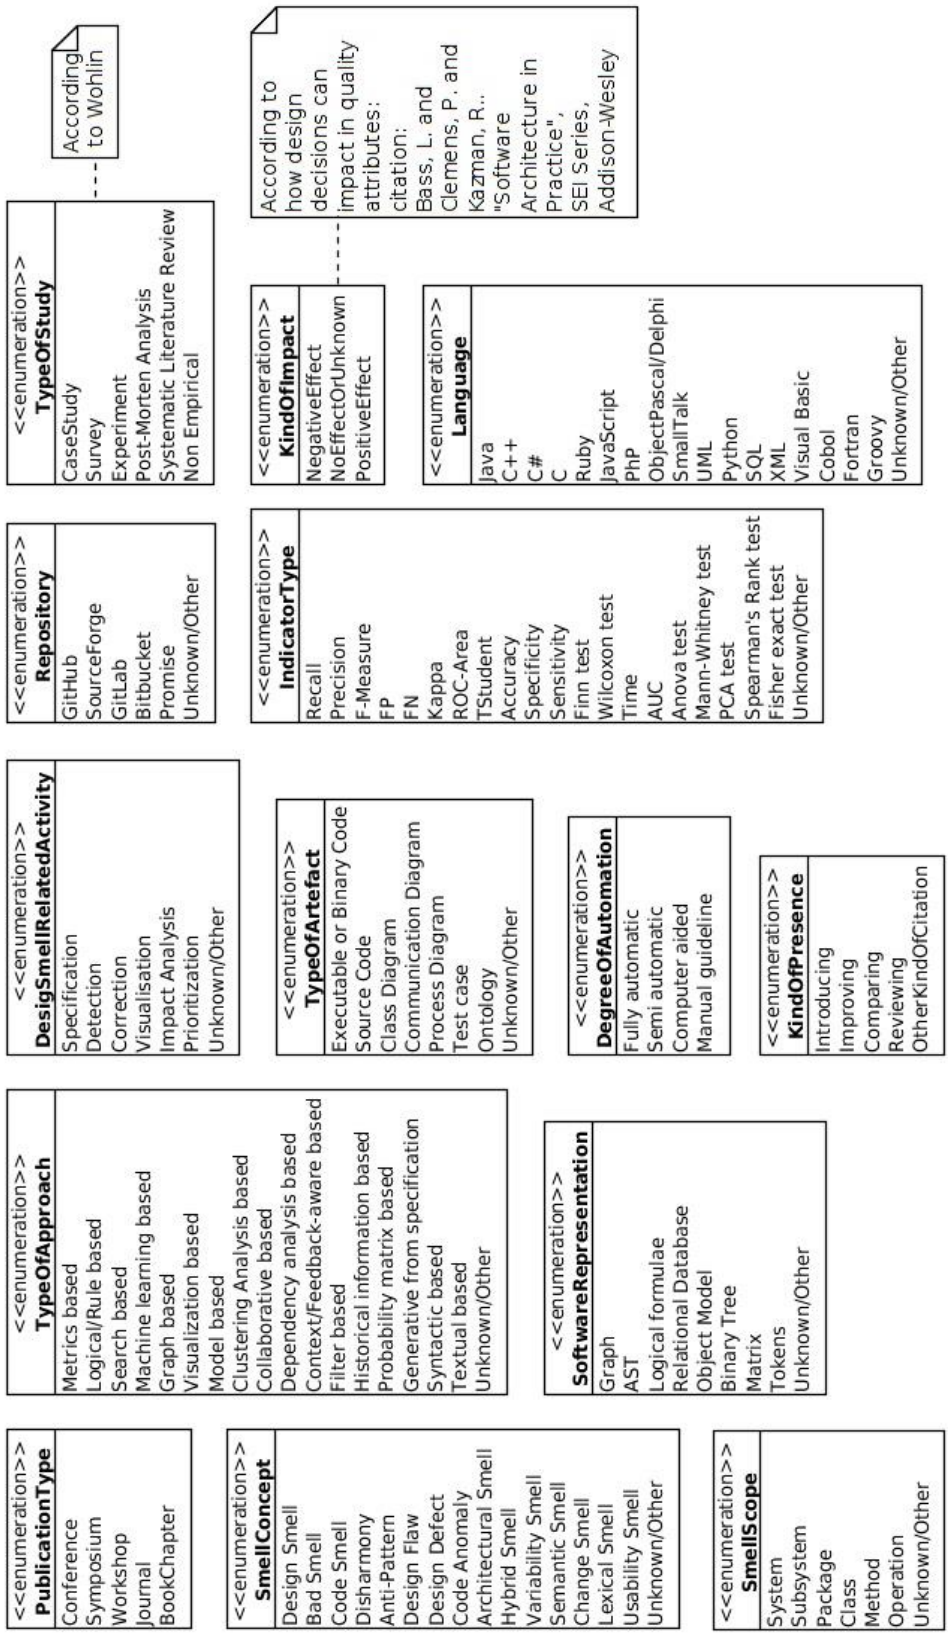 <<enumeration>>
PublicationType
Conference
Symposium
Workshop
Journal
BookChapter
<<enumeration>>
TypeOfApproach
Metrics based
Logical/Rule based
Search based
Machine learning based
Graph based
Visualization based
Model based
Clustering Analysis based
Collaborative based
Dependency analysis based
Context/Feedback-aware based
Filter based
Historical information based
Probability matrix based
Generative from specification
Syntactic based
Textual based
Unknown/Other
<<enumeration>>
DesigSmellRelatedActivity
Specification
Detection
Correction
Visualisation
Impact Analysis
Prioritization
Unknown/Other
<<enumeration>>
Repository
GitHub
SourceForge
GitLab
Bitbucket
Promise
Unknown/Other
<<enumeration>>
TypeOfStudy
CaseStudy
Survey
Experiment
Post-Morten Analysis
Systematic Literature Review
Non Empirical
According
to Wohlin
<<enumeration>>
SmellConcept
Design Smell
Bad Smell
Code Smell
Disharmony
Anti-Pattern
Design Flaw
Design Defect
Code Anomaly
Architectural Smell
Hybrid Smell
Variability Smell
Semantic Smell
Change Smell
Lexical Smell
Usability Smell
Unknown/Other
<<enumeration>>
TypeOfArtefact
Executable or Binary Code
Source Code
Class Diagram
Communication Diagram
Process Diagram
Test case
Ontology
Unknown/Other
<<enumeration>>
IndicatorType
Recall
Precision
F-Measure
FP
FN
Kappa
ROC-Area
TStudent
Accuracy
Specificity
Sensitivity
Finn test
Wilcoxon test
Time
AUC
Anova test
Mann-Whitney test
PCA test
Spearman's Rank test
Fisher exact test
Unknown/Other
<<enumeration>>
KindOfImpact
NegativeEffect
NoEffectOrUnknown
PositiveEffect
According to
how design
decisions can
impact in quality
attributes:
citation:
Bass, L. and
Clemens, P. and
Kazman, R..
"Software
Architecture in
Practice",
SEI Series,
Addison-Wesley
<<enumeration>>
Language
Java
C++
C#
C
Ruby
JavaScript
PhP
ObjectPascal/Delphi
SmallTalk
UML
Python
SQL
XML
Visual Basic
Cobol
Fortran
Groovy
Unknown/Other
<<enumeration>>
SoftwareRepresentation
Graph
AST
Logical formulae
Relational Database
Object Model
Binary Tree
Matrix
Tokens
Unknown/Other
<<enumeration>>
DegreeOfAutomation
Fully automatic
Semi automatic
Computer aided
Manual guideline
<<enumeration>>
SmellScope
System
Subsystem
Package
Class
Method
Operation
Unknown/Other
<<enumeration>>
KindOfPresence
Introducing
Improving
Comparing
Reviewing
OtherKindOfCitation